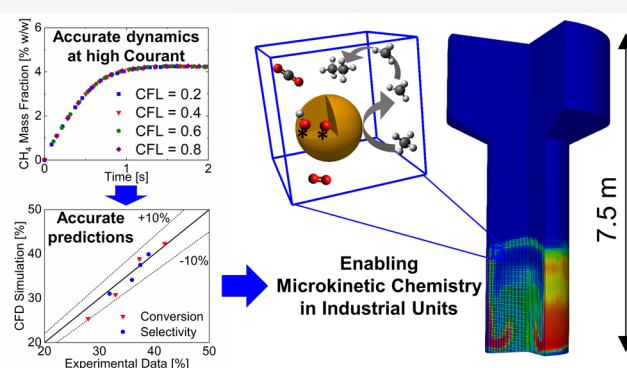 Accurate dynamics
at high Courant
CH4 Mass Fraction [% w/w]
6
4
2
0
CFL = 0.2
CFL = 0.4
CFL = 0.6
CFL = 0.8
0
1
2
Time [s]
Accurate
predictions
+10%
-10%
CFD Simulation [%]
50
40
30
20
Conversion
Selectivity
20
30
40
50
Experimental Data [%]
Enabling
Microkinetic Chemistry
in Industrial Units
* *
7.5 m